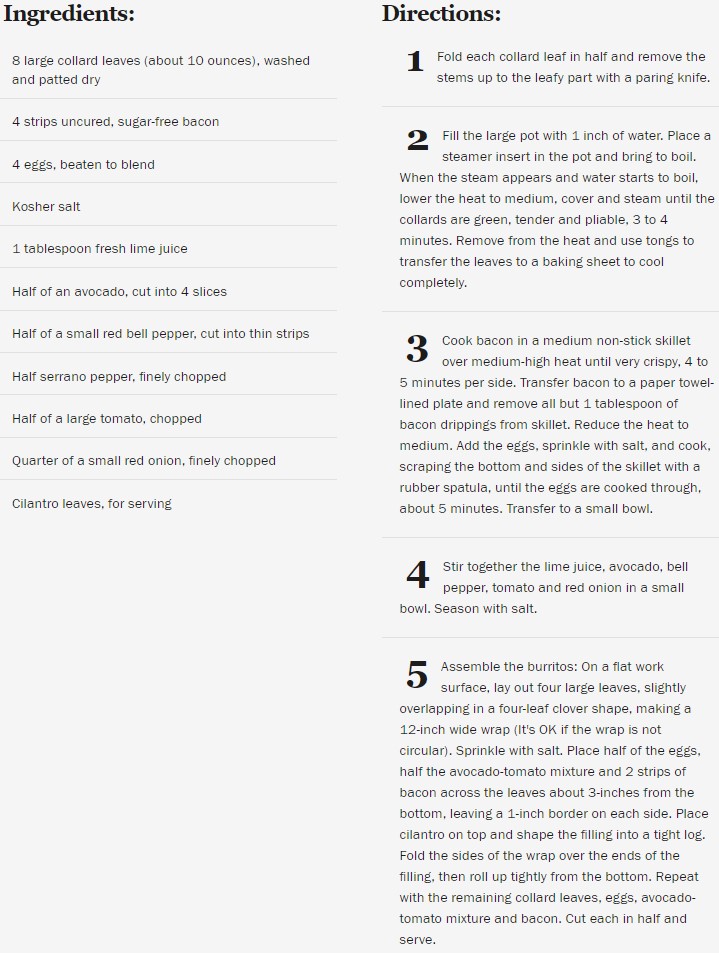 Ingredients:
8 large collard leaves (about 10 ounces), washed
and patted dry
4 strips uncured, sugar-free bacon
4 eggs, beaten to blend
Kosher salt
1 tablespoon fresh lime juice
Half of an avocado, cut into 4 slices
Half of a small red bell pepper, cut into thin strips
Half serrano pepper, finely chopped
Half of a large tomato, chopped
Quarter of a small red onion, finely chopped
Cilantro leaves, for serving
Directions:
1 Fold each collard leaf in half and remove the
stems up to the leafy part with a paring knife.
2 Fill the large pot with 1 inch of water. Place a
steamer insert in the pot and bring to boil.
When the steam appears and water starts to boil,
lower the heat to medium, cover and steam until the
collards are green, tender and pliable, 3 to 4
minutes. Remove from the heat and use tongs to
transfer the leaves to a baking sheet to cool
completely.
3 Cook bacon in a medium non-stick skillet
over medium-high heat until very crispy, 4 to
5 minutes per side. Transfer bacon to a paper towel-
lined plate and remove all but 1 tablespoon of
bacon drippings from skillet. Reduce the heat to
medium. Add the eggs, sprinkle with salt, and cook,
scraping the bottom and sides of the skillet with a
rubber spatula, until the eggs are cooked through,
about 5 minutes. Transfer to a small bowl.
4 Stir together the lime juice, avocado, bell
pepper, tomato and red onion in a small
bowl. Season with salt.
5 Assemble the burritos: On a flat work
surface, lay out four large leaves, slightly
overlapping in a four-leaf clover shape, making a
12-inch wide wrap (It's OK if the wrap is not
circular). Sprinkle with salt. Place half of the eggs,
half the avocado-tomato mixture and 2 strips of
bacon across the leaves about 3-inches from the
bottom, leaving a 1-inch border on each side. Place
cilantro on top and shape the filling into a tight log.
Fold the sides of the wrap over the ends of the
filling, then roll up tightly from the bottom. Repeat
with the remaining collard leaves, eggs, avocado-
tomato mixture and bacon. Cut each in half and
serve.